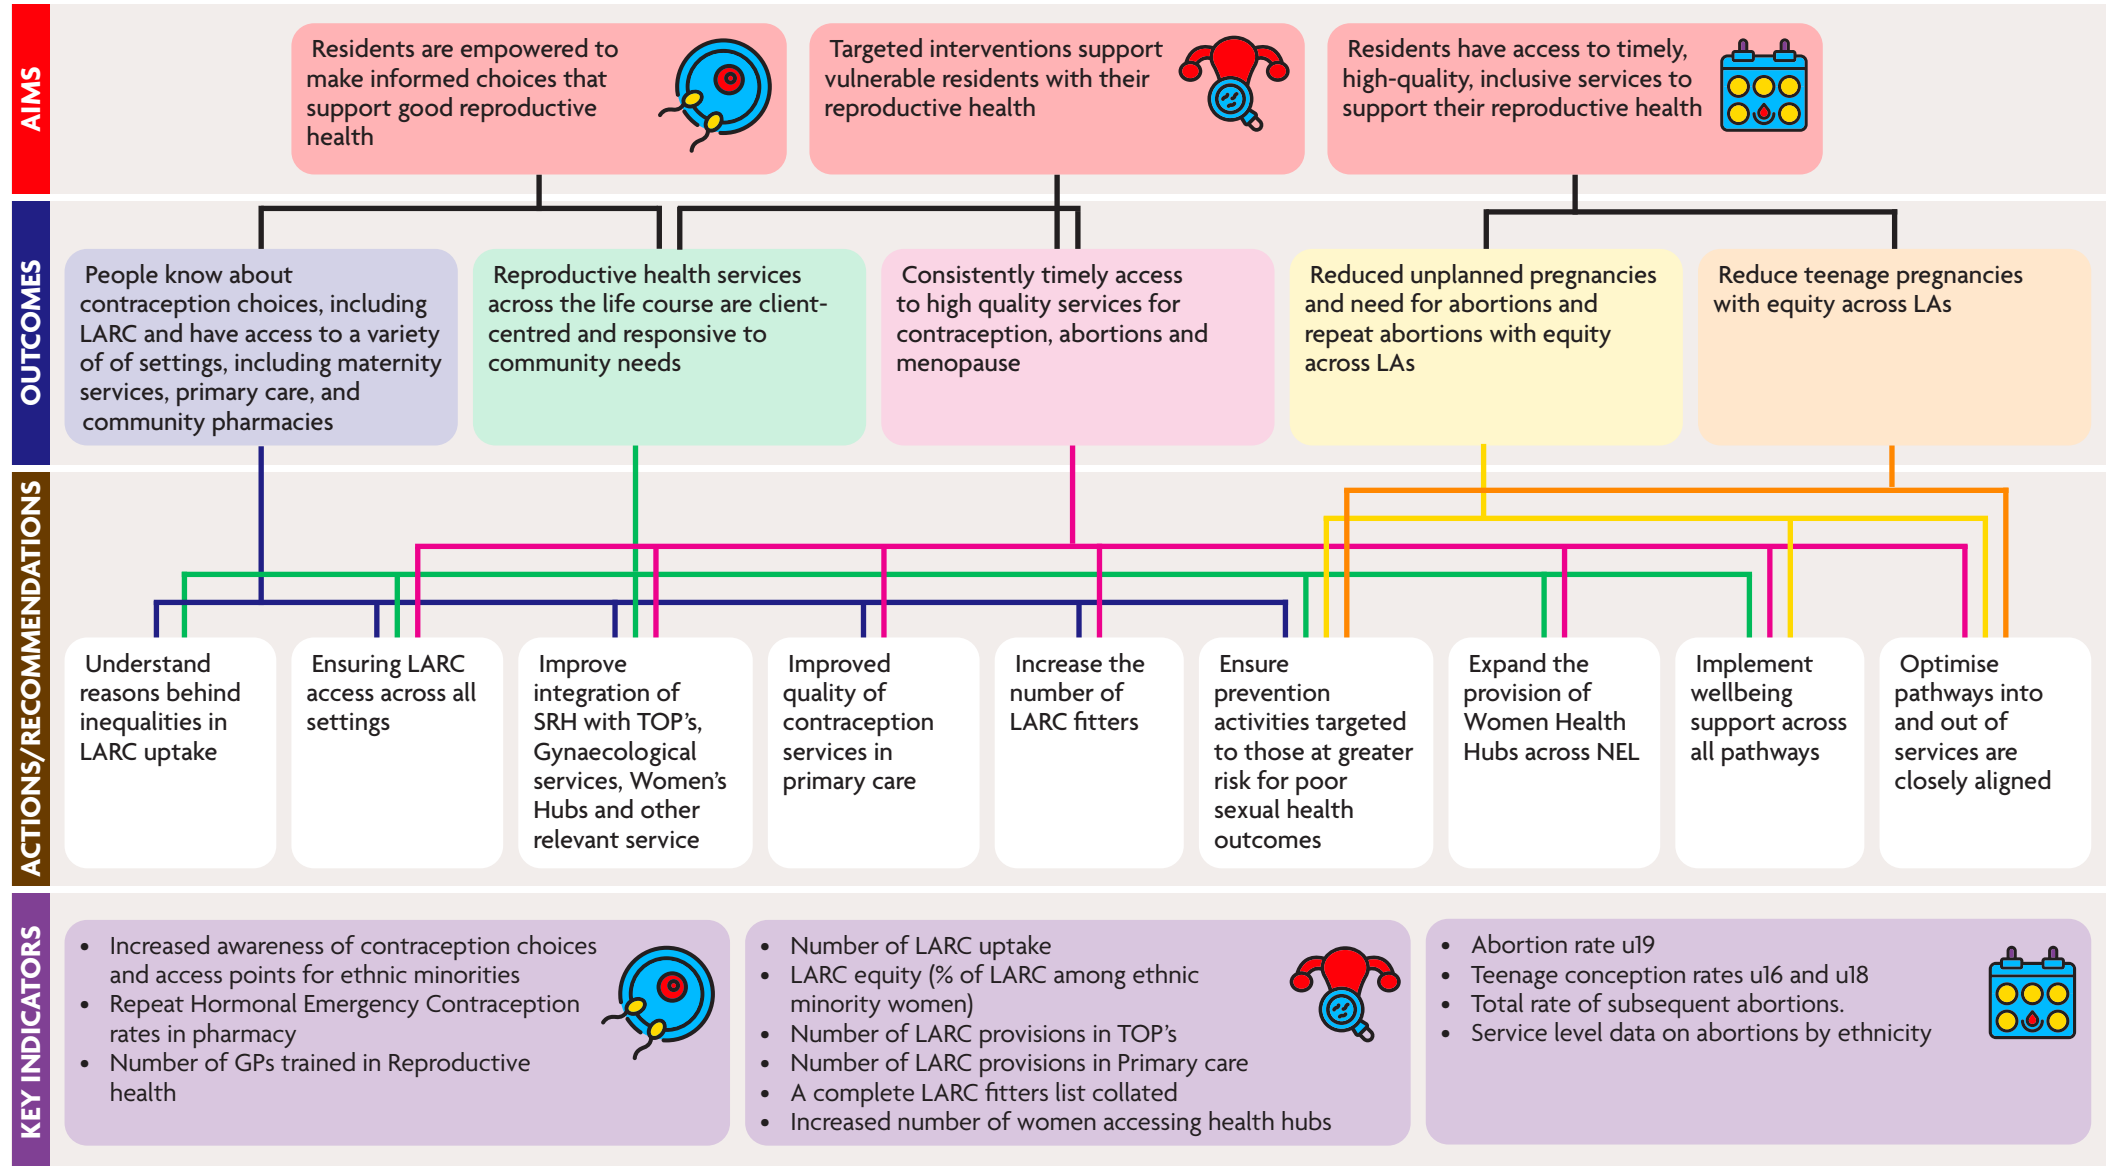 AIMS
Residents are empowered to
make informed choices that
support good reproductive
health
Targeted interventions support
vulnerable residents with their
reproductive health
Residents have access to timely,
high-quality, inclusive services to
support their reproductive health
OUTCOMES
People know about
contraception choices, including
LARC and have access to a variety
of of settings, including maternity
services, primary care, and
community pharmacies
Reproductive health services
across the life course are client-
centred and responsive to
community needs
Consistently timely access
to high quality services for
contraception, abortions and
menopause
Reduced unplanned pregnancies
and need for abortions and
repeat abortions with equity
across LAs
Reduce teenage pregnancies
with equity across LAs
ACTIONS/RECOMMENDATIONS
Understand
reasons behind
inequalities in
LARC uptake
Ensuring LARC
access across all
settings
Improve
integration of
SRH with TOP’s,
Gynaecological
services, Women’s
Hubs and other
relevant service
Improved
quality of
contraception
services in
primary care
Increase the
number of
LARC fitters
Ensure
prevention
activities targeted
to those at greater
risk for poor
sexual health
outcomes
Expand the
provision of
Women Health
Hubs across NEL
Implement
wellbeing
support across
all pathways
Optimise
pathways into
and out of
services are
closely aligned
KEY INDICATORS
• Increased awareness of contraception choices
and access points for ethnic minorities
• Repeat Hormonal Emergency Contraception
rates in pharmacy
• Number of GPs trained in Reproductive
health
• Number of LARC uptake
• LARC equity (% of LARC among ethnic
minority women)
• Number of LARC provisions in TOP’s
• Number of LARC provisions in Primary care
• A complete LARC fitters list collated
• Increased number of women accessing health hubs
• Abortion rate u19
• Teenage conception rates u16 and u18
• Total rate of subsequent abortions.
• Service level data on abortions by ethnicity